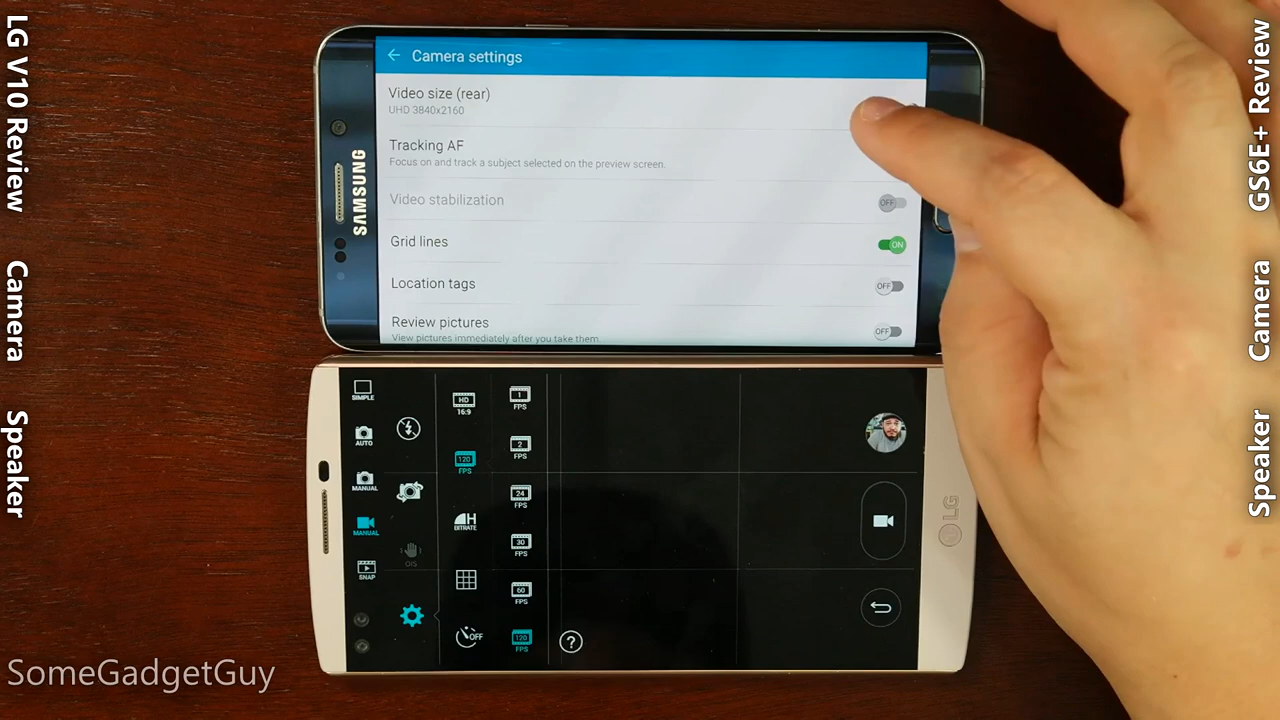 LG V10 Review
Camera
Speaker
GS6E+ Review
Camera
Speaker
SAMSUNG
Camera settings
Video size (rear)
UHD 3840x2160
Tracking AF
Focus on and track a subject selected on the preview screen.
Video stabilization
OFF
Grid lines
ON
Location tags
OFF
Review pictures
OFF
View pictures immediately after you take them.
SIMPLE
AUTO
MANUAL
MANUAL
SNAP
OIS
HD
16:9
120
FPS
H
BITRATE
OFF
1
FPS
2
FPS
24
FPS
30
FPS
60
FPS
120
FPS
?
LG
SomeGadgetGuy